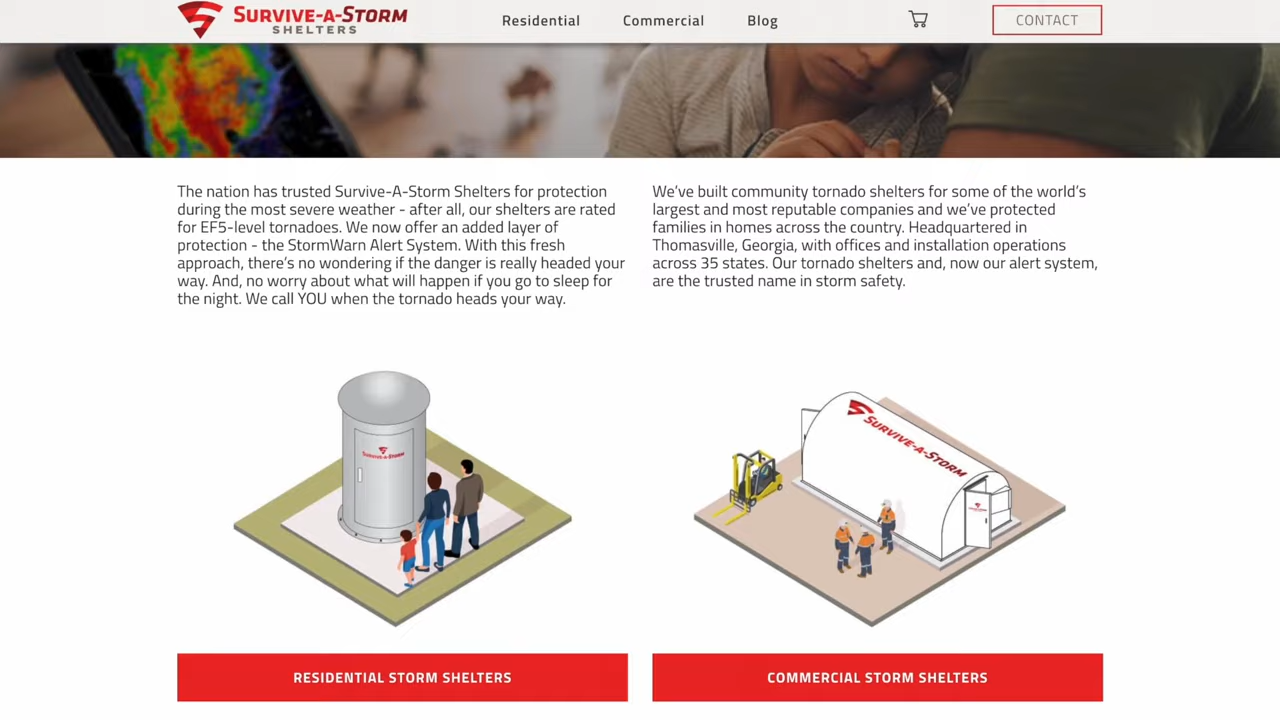 SURVIVE-A-STORM
SHELTERS
Residential
Commercial
Blog
CONTACT
The nation has trusted Survive-A-Storm Shelters for protection
during the most severe weather - after all, our shelters are rated
for EF5-level tornadoes. We now offer an added layer of
protection - the StormWarn Alert System. With this fresh
approach, there's no wondering if the danger is really headed your
way. And, no worry about what will happen if you go to sleep for
the night. We call YOU when the tornado heads your way.
We've built community tornado shelters for some of the world's
largest and most reputable companies and we've protected
families in homes across the country. Headquartered in
Thomasville, Georgia, with offices and installation operations
across 35 states. Our tornado shelters and, now our alert system,
are the trusted name in storm safety.
SURVIVE-A-STORM
SURVIVE-A-STORM
RESIDENTIAL STORM SHELTERS
COMMERCIAL STORM SHELTERS